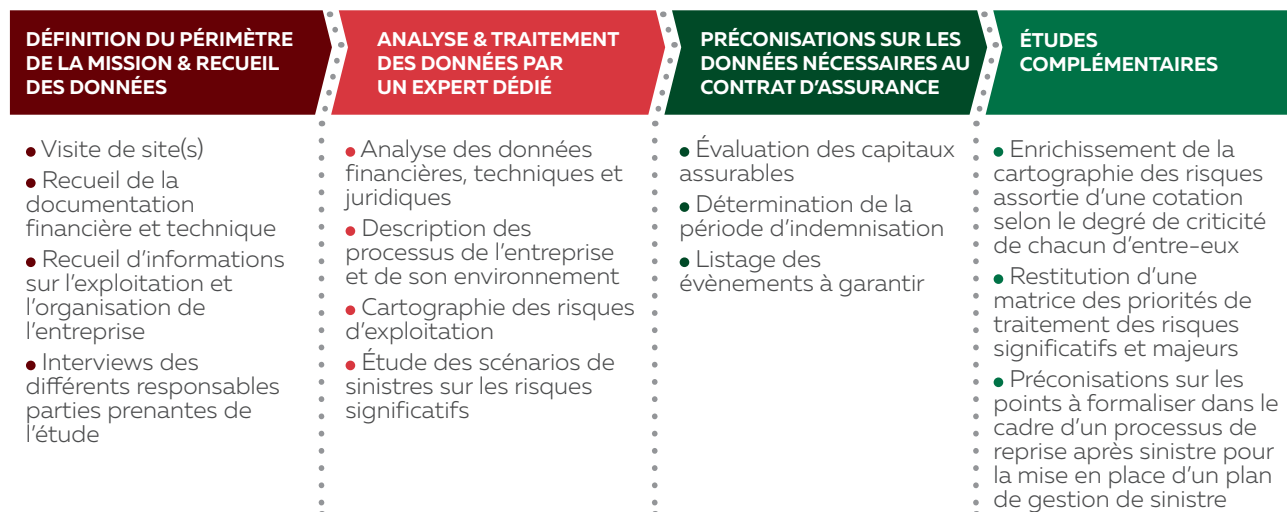 DÉFINITION DU PÉRIMÈTRE
DE LA MISSION & RECUEIL
DES DONNÉES
• Visite de site(s)
• Recueil de la
documentation
financière et technique
• Recueil d'informations
sur l'exploitation et
l'organisation de
l'entreprise
• Interviews des
différents responsables
parties prenantes de
l'étude
ANALYSE & TRAITEMENT
DES DONNÉES PAR
UN EXPERT DÉDIÉ
• Analyse des données
financières, techniques et
juridiques
• Description des
processus de l'entreprise
et de son environnement
• Cartographie des risques
d'exploitation
• Étude des scénarios de
sinistres sur les risques
significatifs
PRÉCONISATIONS SUR LES
DONNÉES NÉCESSAIRES AU
CONTRAT D'ASSURANCE
• Évaluation des capitaux
assurables
• Détermination de la
période d'indemnisation
• Listage des
évènements à garantir
ÉTUDES
COMPLÉMENTAIRES
• Enrichissement de la
cartographie des risques
assortie d'une cotation
selon le degré de criticité
de chacun d'entre-eux
• Restitution d'une
matrice des priorités de
traitement des risques
significatifs et majeurs
• Préconisations sur les
points à formaliser dans le
cadre d'un processus de
reprise après sinistre pour
la mise en place d'un plan
de gestion de sinistre